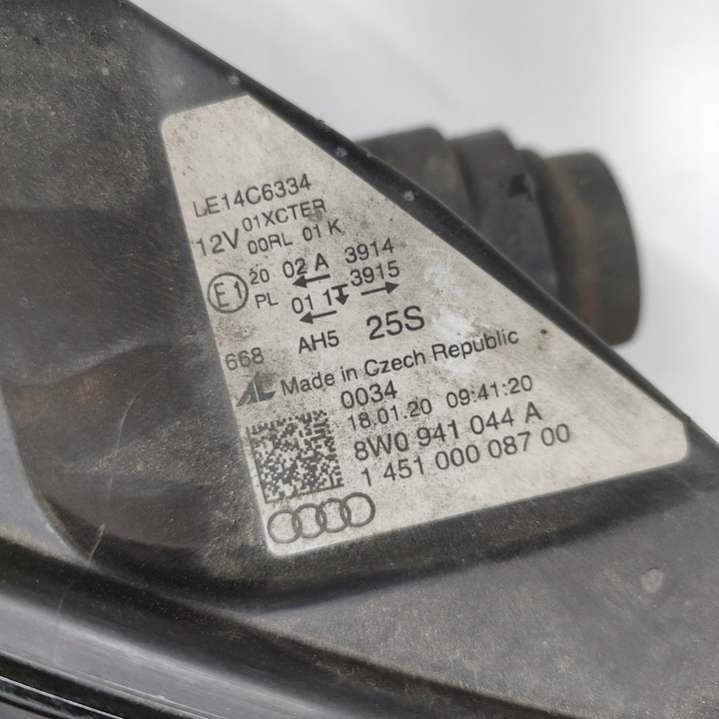 LE14C6334
12V 01XCTER
00RL 01 K
E1 20 02 A 3914
PL 01 1 3915
668 AH5 25S
AL Made in Czech Republic
0034
18.01.20 09:41:20
8W0 941 044 A
1 451 000 087 00